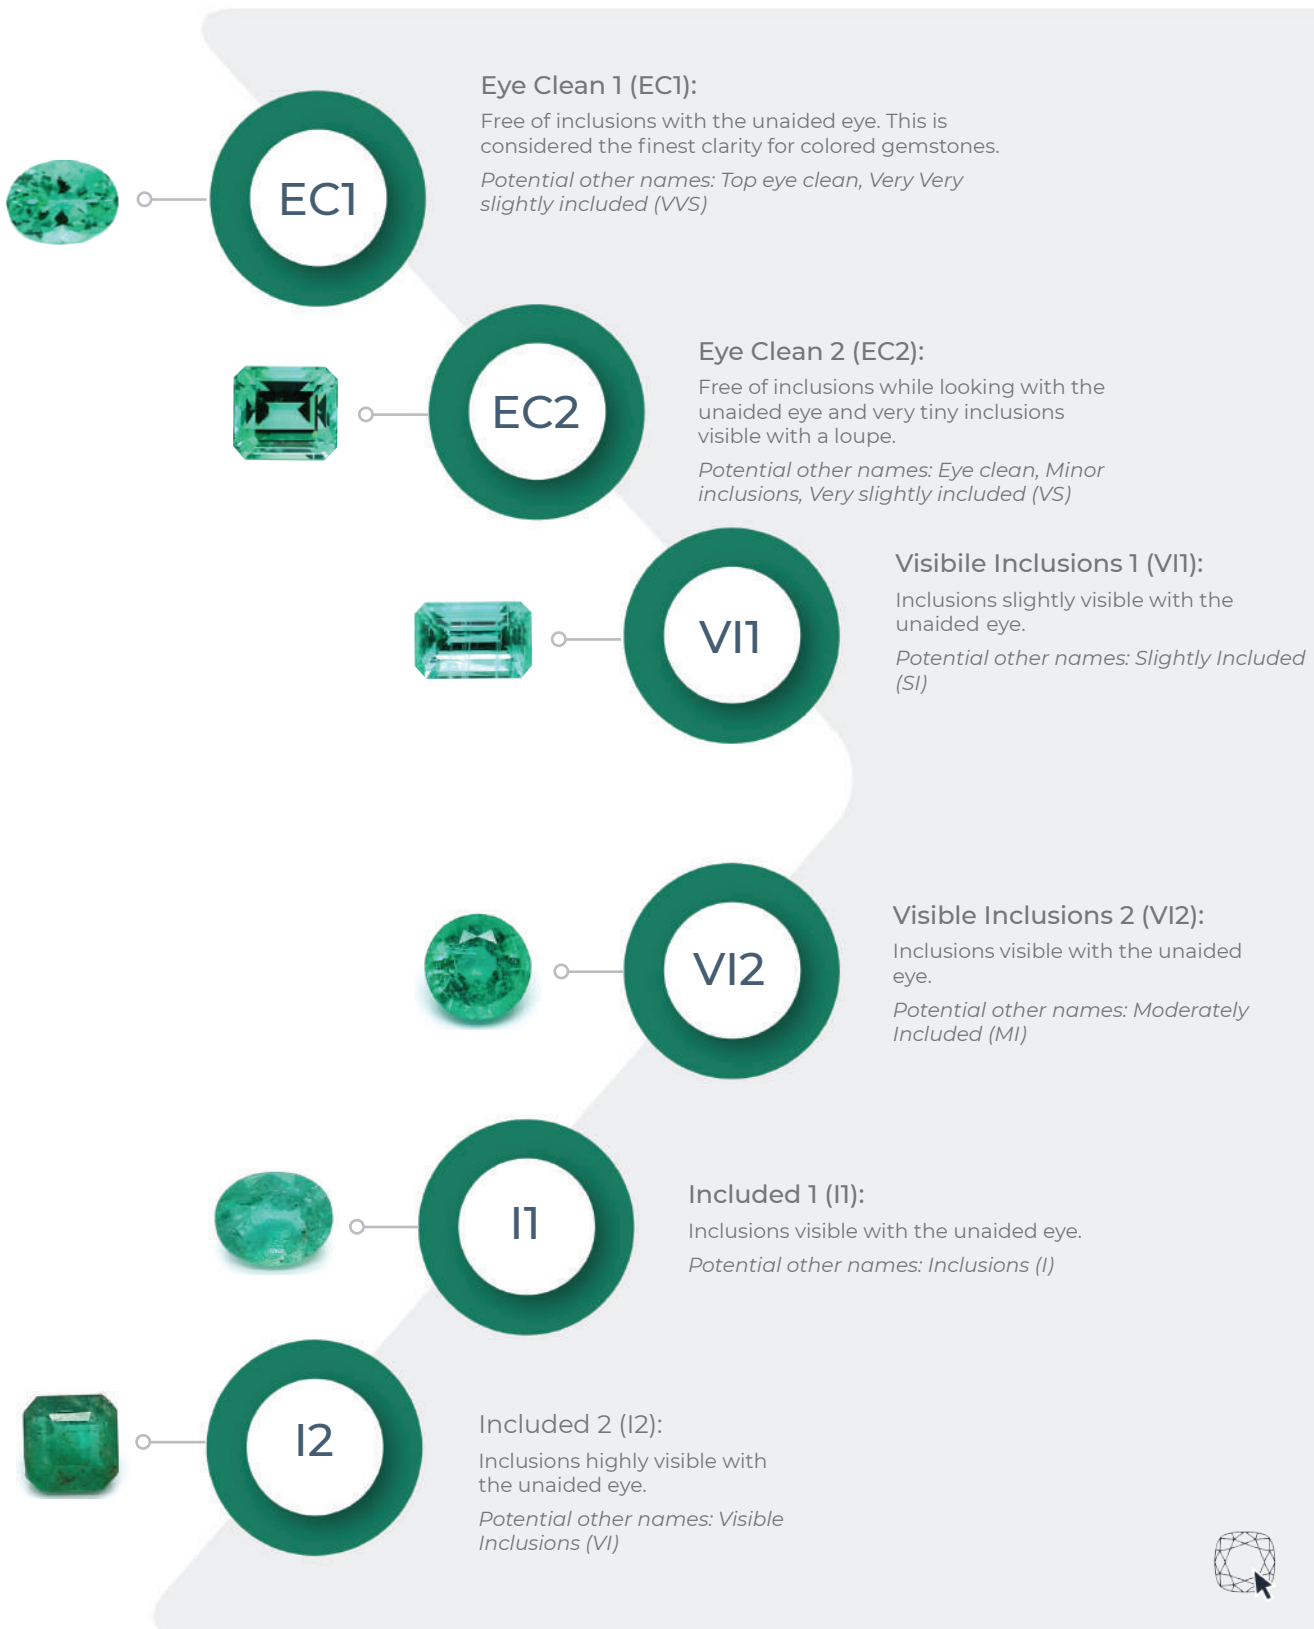 EC1
Eye Clean 1 (EC1):
Free of inclusions with the unaided eye. This is
considered the finest clarity for colored gemstones.
Potential other names: Top eye clean, Very Very
slightly included (VVS)
EC2
Eye Clean 2 (EC2):
Free of inclusions while looking with the
unaided eye and very tiny inclusions
visible with a loupe.
Potential other names: Eye clean, Minor
inclusions, Very slightly included (VS)
VI1
Visibile Inclusions 1 (VI1):
Inclusions slightly visible with the
unaided eye.
Potential other names: Slightly Included
(SI)
VI2
Visible Inclusions 2 (VI2):
Inclusions visible with the unaided
eye.
Potential other names: Moderately
Included (MI)
I1
Included 1 (I1):
Inclusions visible with the unaided eye.
Potential other names: Inclusions (I)
I2
Included 2 (I2):
Inclusions highly visible with
the unaided eye.
Potential other names: Visible
Inclusions (VI)